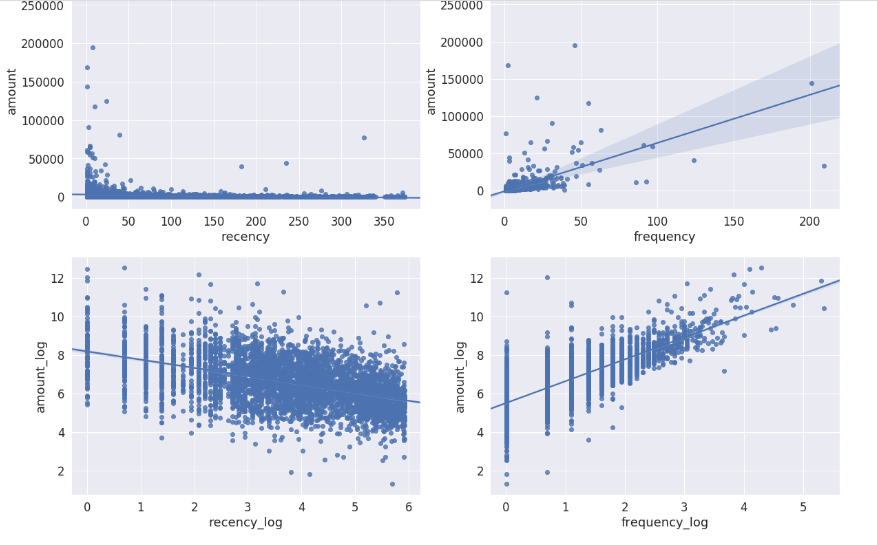 250000
200000
150000
100000
50000
0
amount
0 50 100 150 200 250 300 350
recency
250000
200000
150000
100000
50000
0
amount
0 50 100 150 200
frequency
12
10
8
6
4
2
amount_log
0 1 2 3 4 5 6
recency_log
12
10
8
6
4
2
amount_log
0 1 2 3 4 5
frequency_log